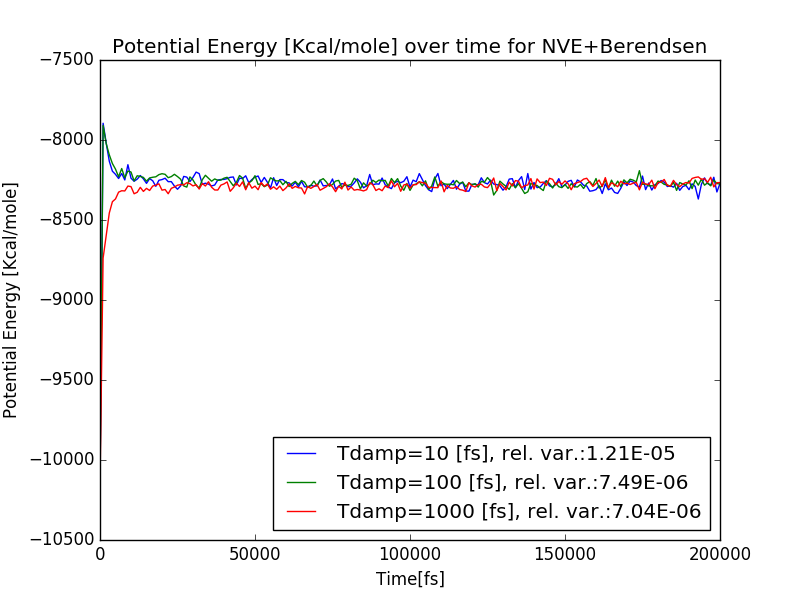 Potential Energy [Kcal/mole] over time for NVE+Berendsen
Potential Energy [Kcal/mole]
−7500
−8000
−8500
−9000
−9500
−10000
−10500
Tdamp=10 [fs], rel. var.:1.21E-05
Tdamp=100 [fs], rel. var.:7.49E-06
Tdamp=1000 [fs], rel. var.:7.04E-06
0 50000 100000 150000 200000
Time[fs]